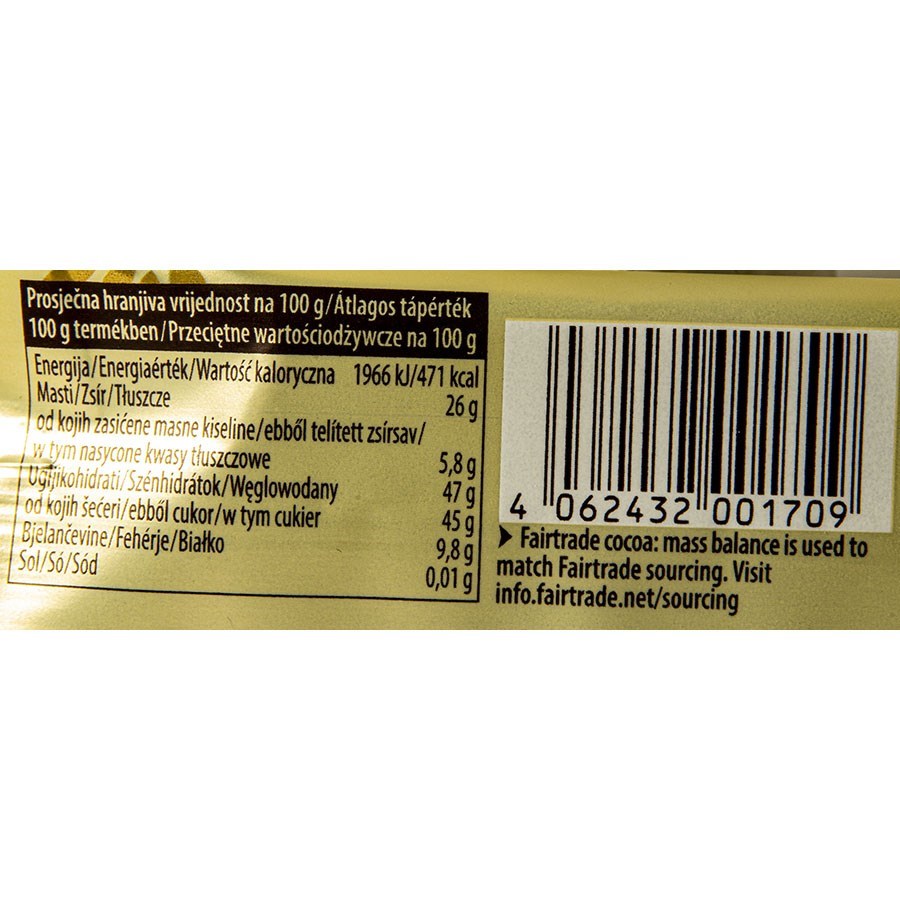 Prosječna hranjiva vrijednost na 100 g/Átlagos tápérték
100 g termékben/Przeciętne wartościodżywcze na 100 g
Energija/Energiaérték/Wartość kaloryczna 1966 kJ/471 kcal
Masti/Zsír/Tłuszcze 26 g
od kojih zasićene masne kiseline/ebből telített zsírsav/
w tym nasycone kwasy tłuszczowe 5,8 g
Ugljikohidrati/Szénhidrátok/Węglowodany 47 g
od kojih šećeri/ebből cukor/w tym cukier 45 g
Bjelančevine/Fehérje/Białko 9,8 g
Sol/Só/Sód 0,01 g
4 062432 001709
Fairtrade cocoa: mass balance is used to
match Fairtrade sourcing. Visit
info.fairtrade.net/sourcing